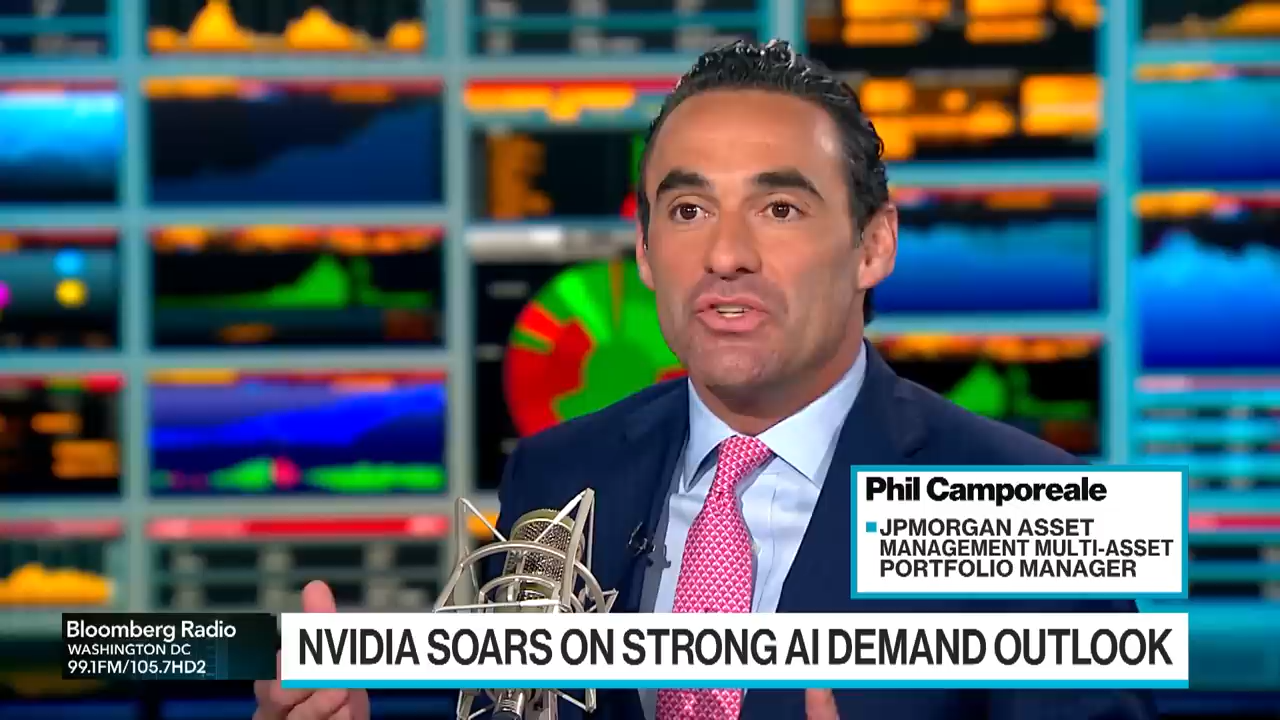 Phil Camporeale
JPMORGAN ASSET
MANAGEMENT MULTI-ASSET
PORTFOLIO MANAGER
Bloomberg Radio
WASHINGTON DC
99.1FM/105.7HD2
NVIDIA SOARS ON STRONG AI DEMAND OUTLOOK